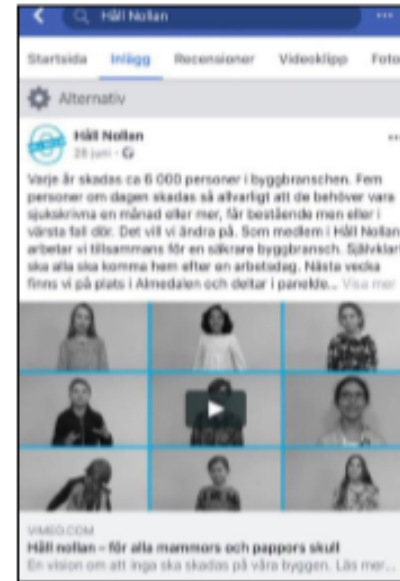 Håll Nollan
Startsida Inlägg Recensioner Videoklipp Foto
Alternativ
Håll Nollan
28 juni
Varje år skadas ca 6 000 personer i byggbranschen. Fem
personer om dagen skadas så allvarligt att de behöver vara
sjukskrivna en månad eller mer, får bestående men eller i
värsta fall dör. Det vill vi ändra på. Som medlem i Håll Nollan
arbetar vi tillsammans för en säkrare byggbransch. Självklart
ska alla ska komma hem efter en arbetsdag. Nästa vecka
finns vi på plats i Almedalen och deltar i panelde... Visa mer
VIMEO.COM
Håll nollan – för alla mammors och pappors skull
En vision om att inga ska skadas på våra byggen. Läs mer...